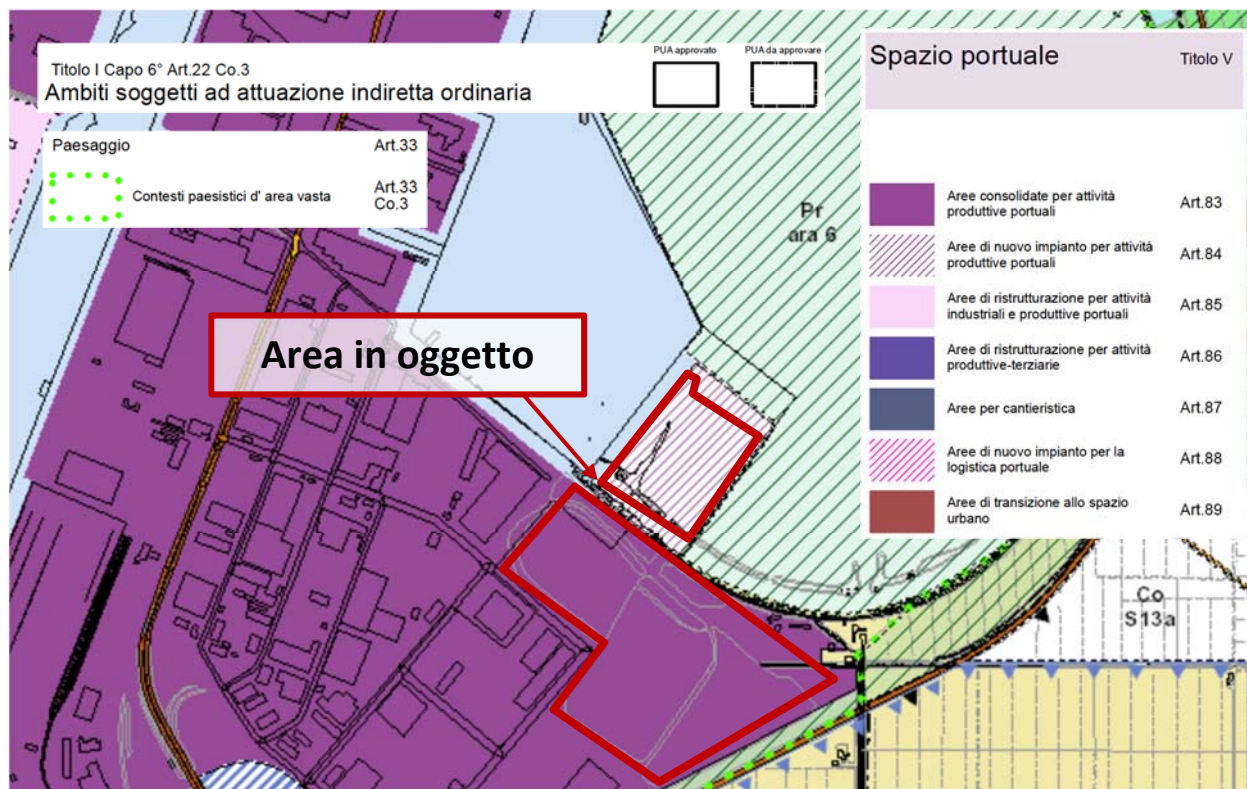 Titolo I Capo 6° Art.22 Co.3
Ambiti soggetti ad attuazione indiretta ordinaria
PUA approvato
PUA da approvare
Paesaggio Art.33
Contesti paesistici d' area vasta Art.33
Co.3
Spazio portuale Titolo V
Aree consolidate per attività
produttive portuali Art.83
Aree di nuovo impianto per attività
produttive portuali Art.84
Aree di ristrutturazione per attività
industriali e produttive portuali Art.85
Aree di ristrutturazione per attività
produttive-terziarie Art.86
Aree per cantieristica Art.87
Aree di nuovo impianto per la
logistica portuale Art.88
Aree di transizione allo spazio
urbano Art.89
Pr
ara 6
Area in oggetto
Co
S13a